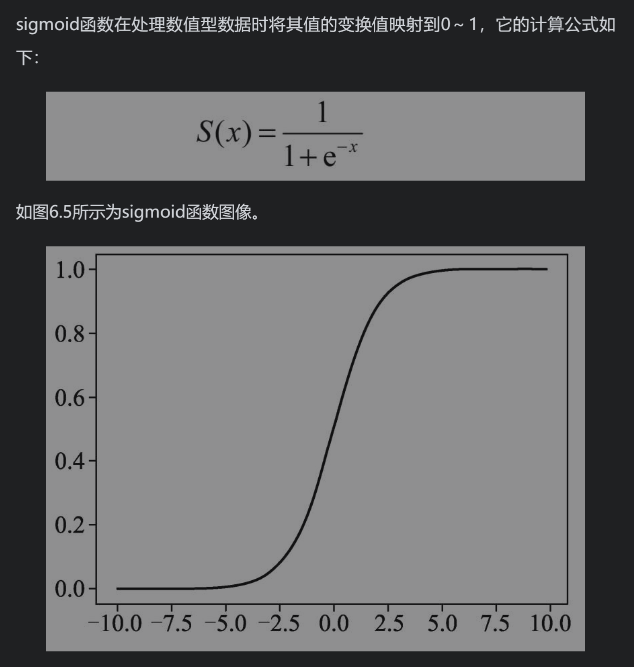 sigmoid函数在处理数值型数据时将其值的变换值映射到0～1，它的计算公式如
下：
S(x) = 1 / (1 + e^{-x})
如图6.5所示为sigmoid函数图像。
1.0
0.8
0.6
0.4
0.2
0.0
−10.0 −7.5 −5.0 −2.5 0.0 2.5 5.0 7.5 10.0